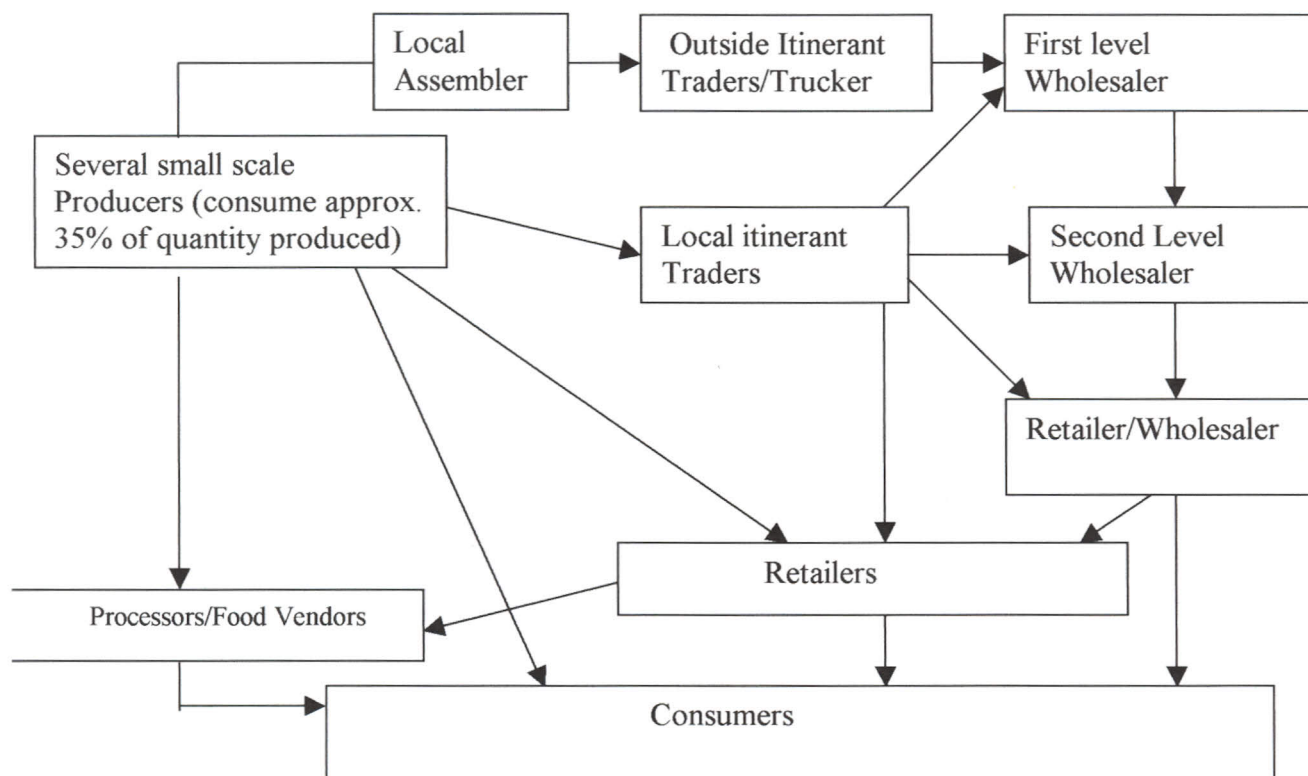 Local
Assembler
Outside Itinerant
Traders/Trucker
First level
Wholesaler
Several small scale
Producers (consume approx.
35% of quantity produced)
Local itinerant
Traders
Second Level
Wholesaler
Retailer/Wholesaler
Retailers
Processors/Food Vendors
Consumers